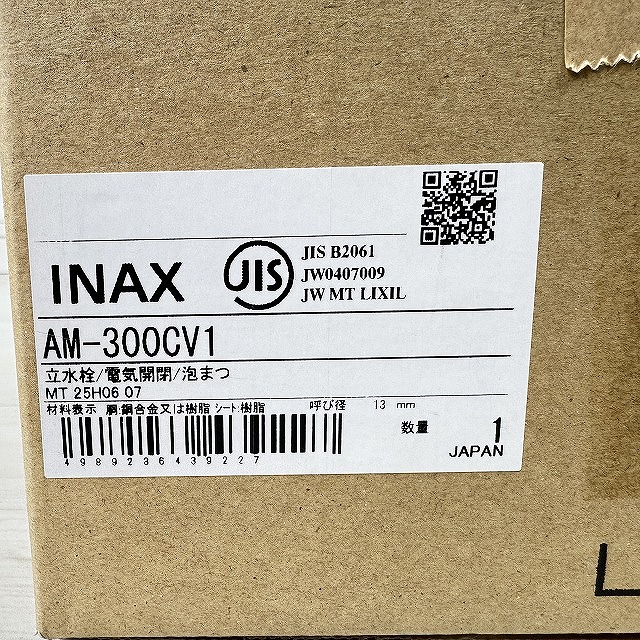 INAX
JIS
JIS B2061
JW0407009
JW MT LIXIL
AM-300CV1
立水栓/電気開閉/泡まつ
MT 25H06 07
材料表示 胴:銅合金又は樹脂 シート:樹脂 呼び径 13 mm
4989236439227
数量 1
JAPAN